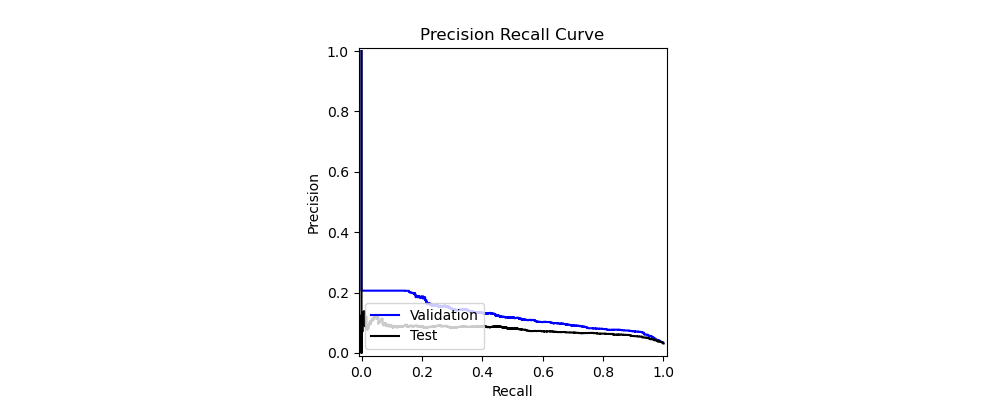 Precision Recall Curve
1.0
0.8
0.6
0.4
0.2
0.0
Precision
Validation
Test
0.0 0.2 0.4 0.6 0.8 1.0
Recall